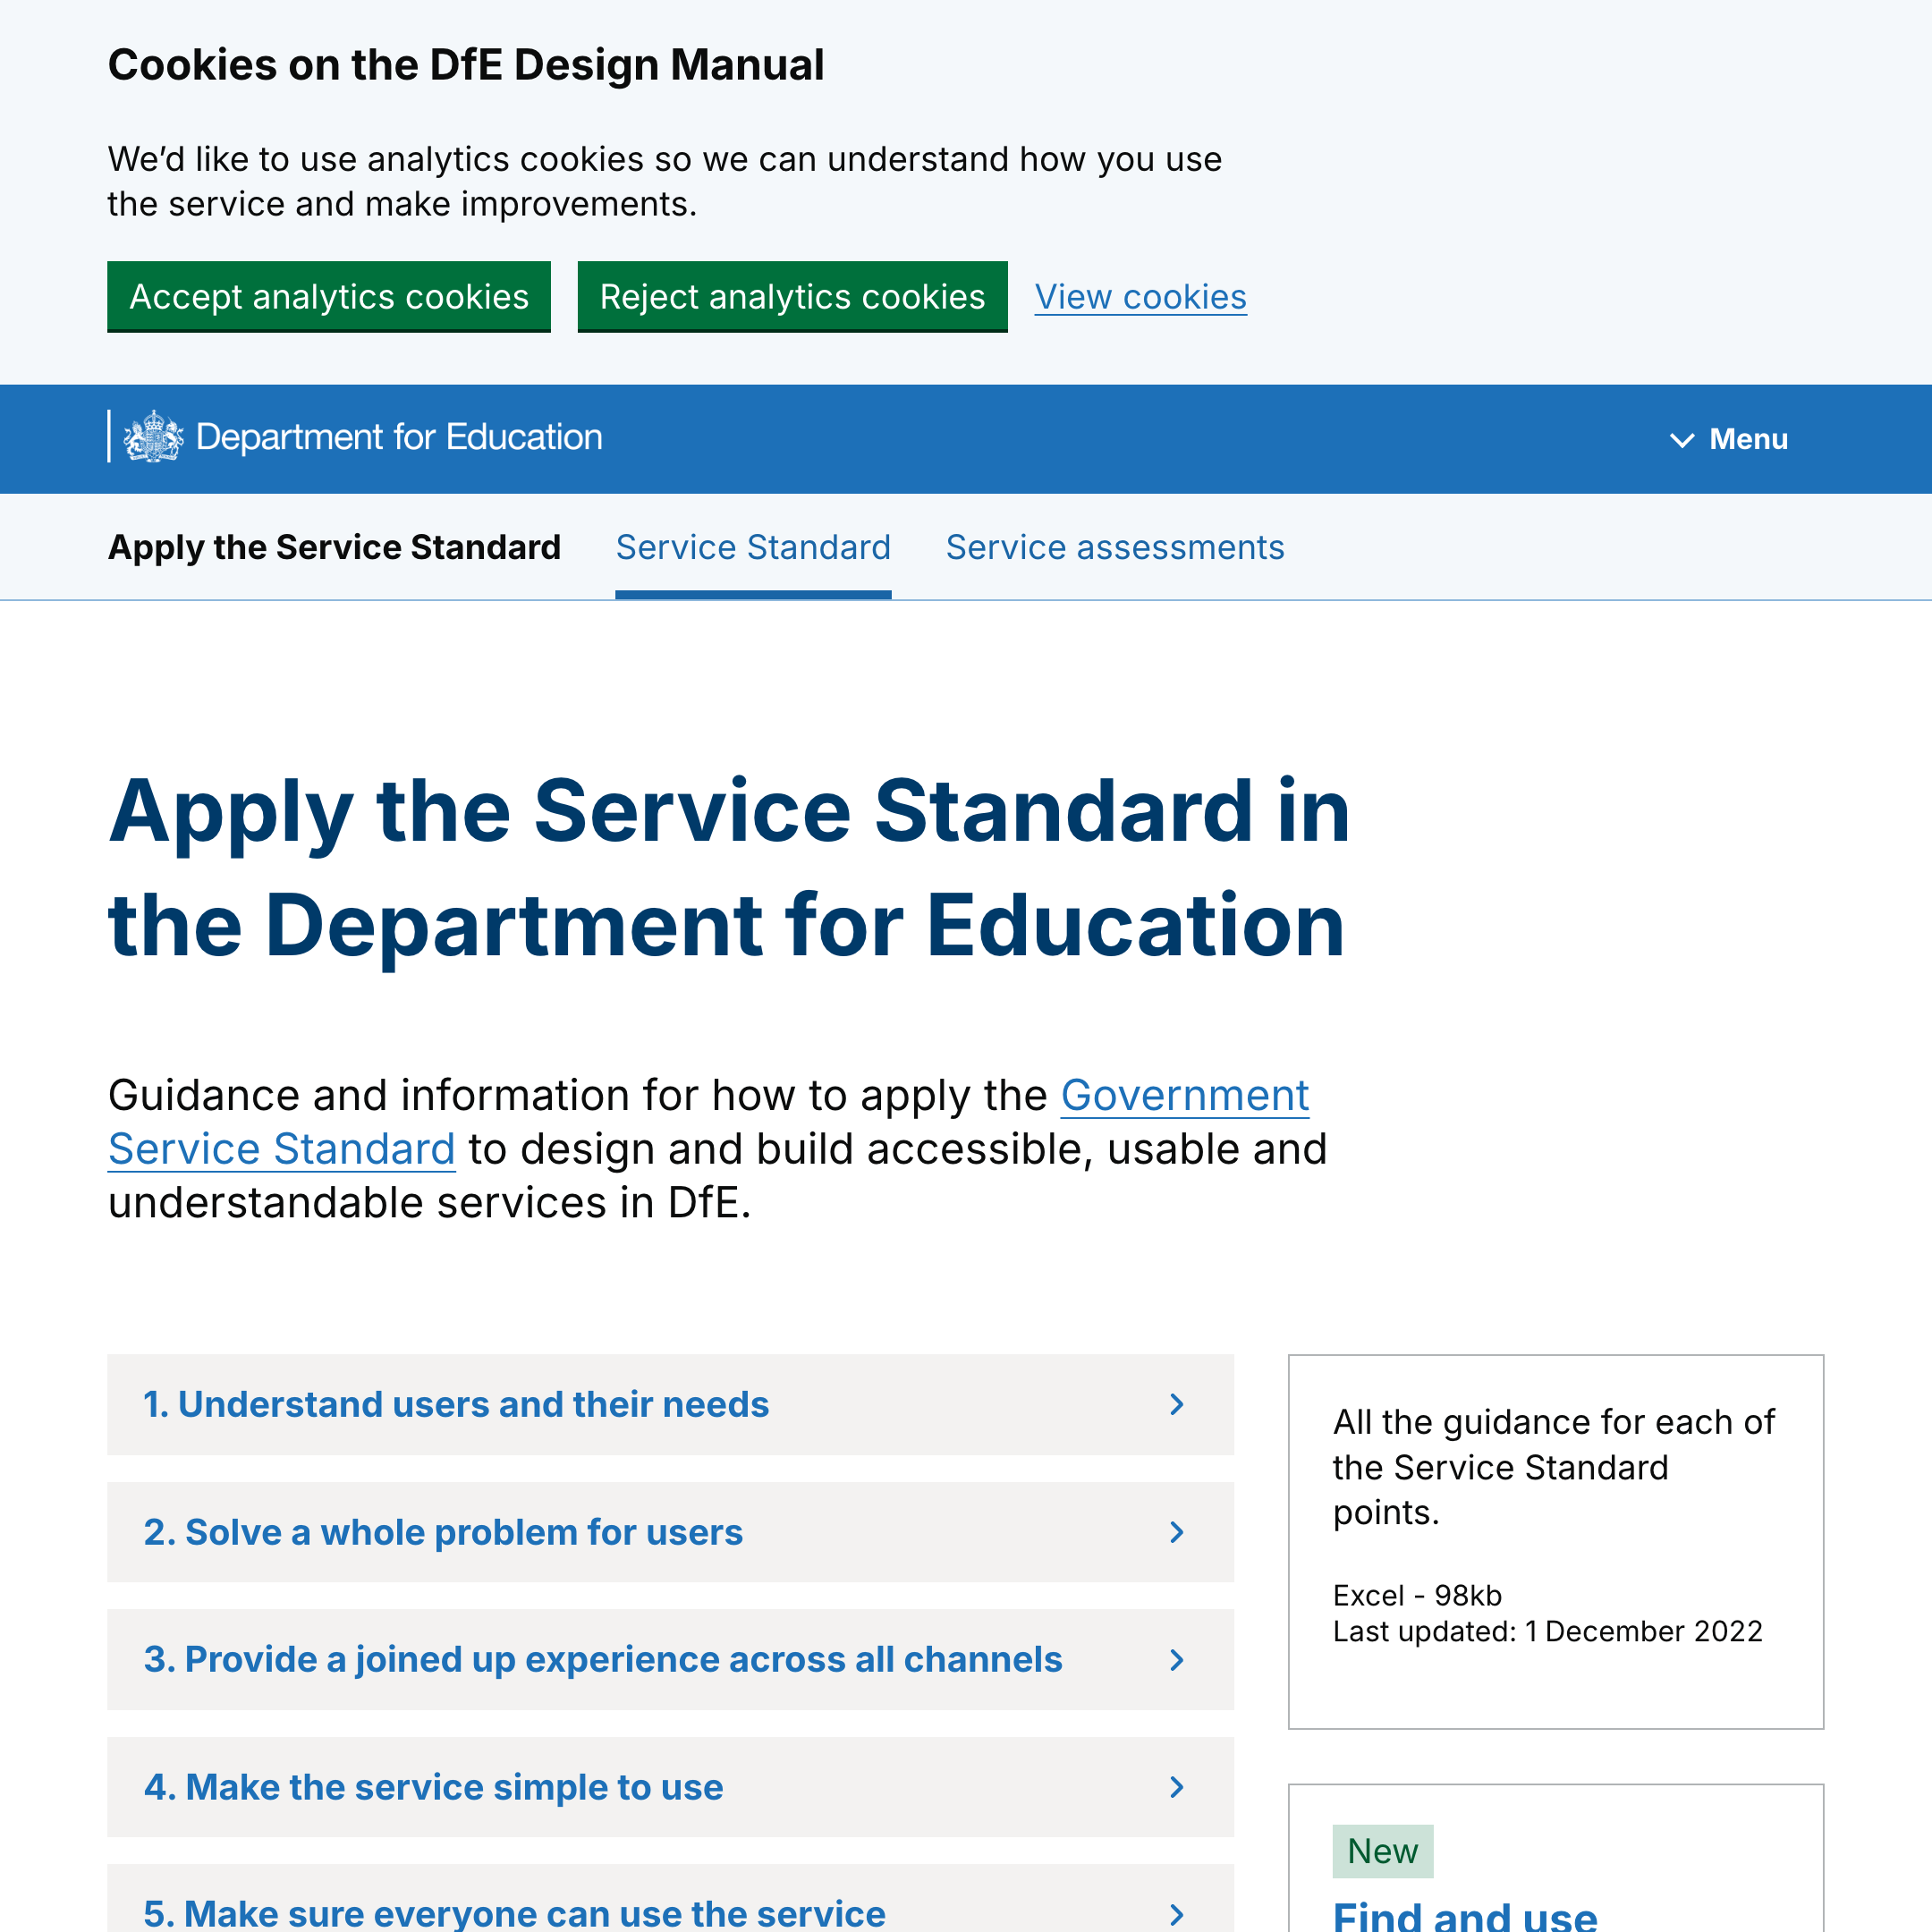 Cookies on the DfE Design Manual
We’d like to use analytics cookies so we can understand how you use
the service and make improvements.
Accept analytics cookies
Reject analytics cookies
View cookies
Department for Education
Menu
Apply the Service Standard
Service Standard
Service assessments
Apply the Service Standard in
the Department for Education
Guidance and information for how to apply the Government
Service Standard to design and build accessible, usable and
understandable services in DfE.
1. Understand users and their needs
2. Solve a whole problem for users
3. Provide a joined up experience across all channels
4. Make the service simple to use
5. Make sure everyone can use the service
All the guidance for each of
the Service Standard
points.
Excel - 98kb
Last updated: 1 December 2022
New
Find and use